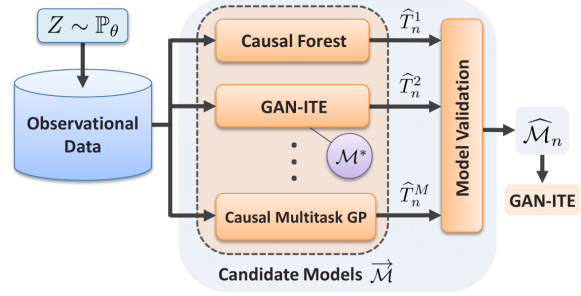 Z ∼ ℙ_θ
Observational
Data
Causal Forest
GAN-ITE
ℳ*
⋮
Causal Multitask GP
Candidate Models ℳ⃗
T̂_n^1
T̂_n^2
T̂_n^M
Model Validation
ℳ̂_n
GAN-ITE